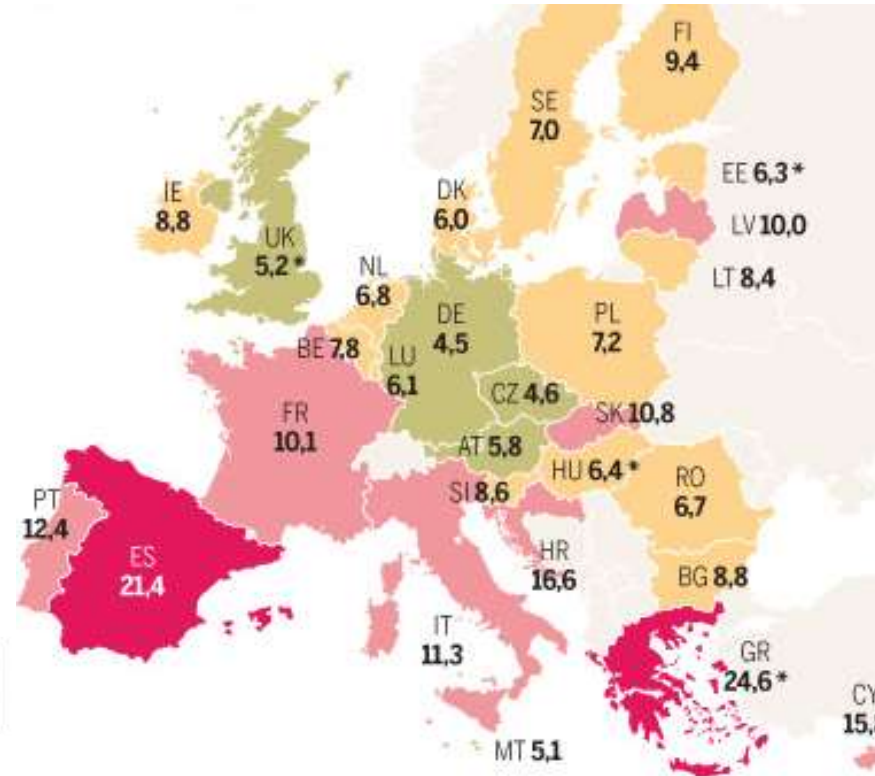 FI
9,4
SE
7,0
EE 6,3 *
IE
8,8
DK
6,0
LV 10,0
UK
5,2 *
NL
6,8
LT 8,4
DE
4,5
PL
7,2
BE 7,8
LU
6,1
CZ 4,6
FR
10,1
SK 10,8
AT 5,8
HU 6,4 *
RO
6,7
SI 8,6
PT
12,4
ES
21,4
HR
16,6
BG 8,8
IT
11,3
GR
24,6 *
CY
MT 5,1